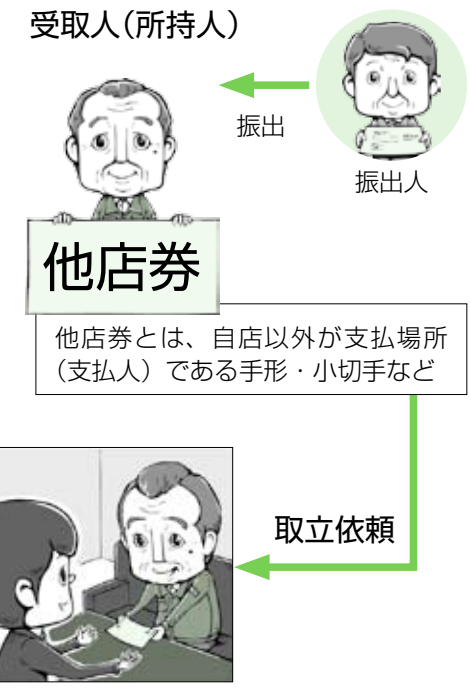 受取人（所持人）
振出
振出人
他店券
他店券とは、自店以外が支払場所
（支払人）である手形・小切手など
取立依頼